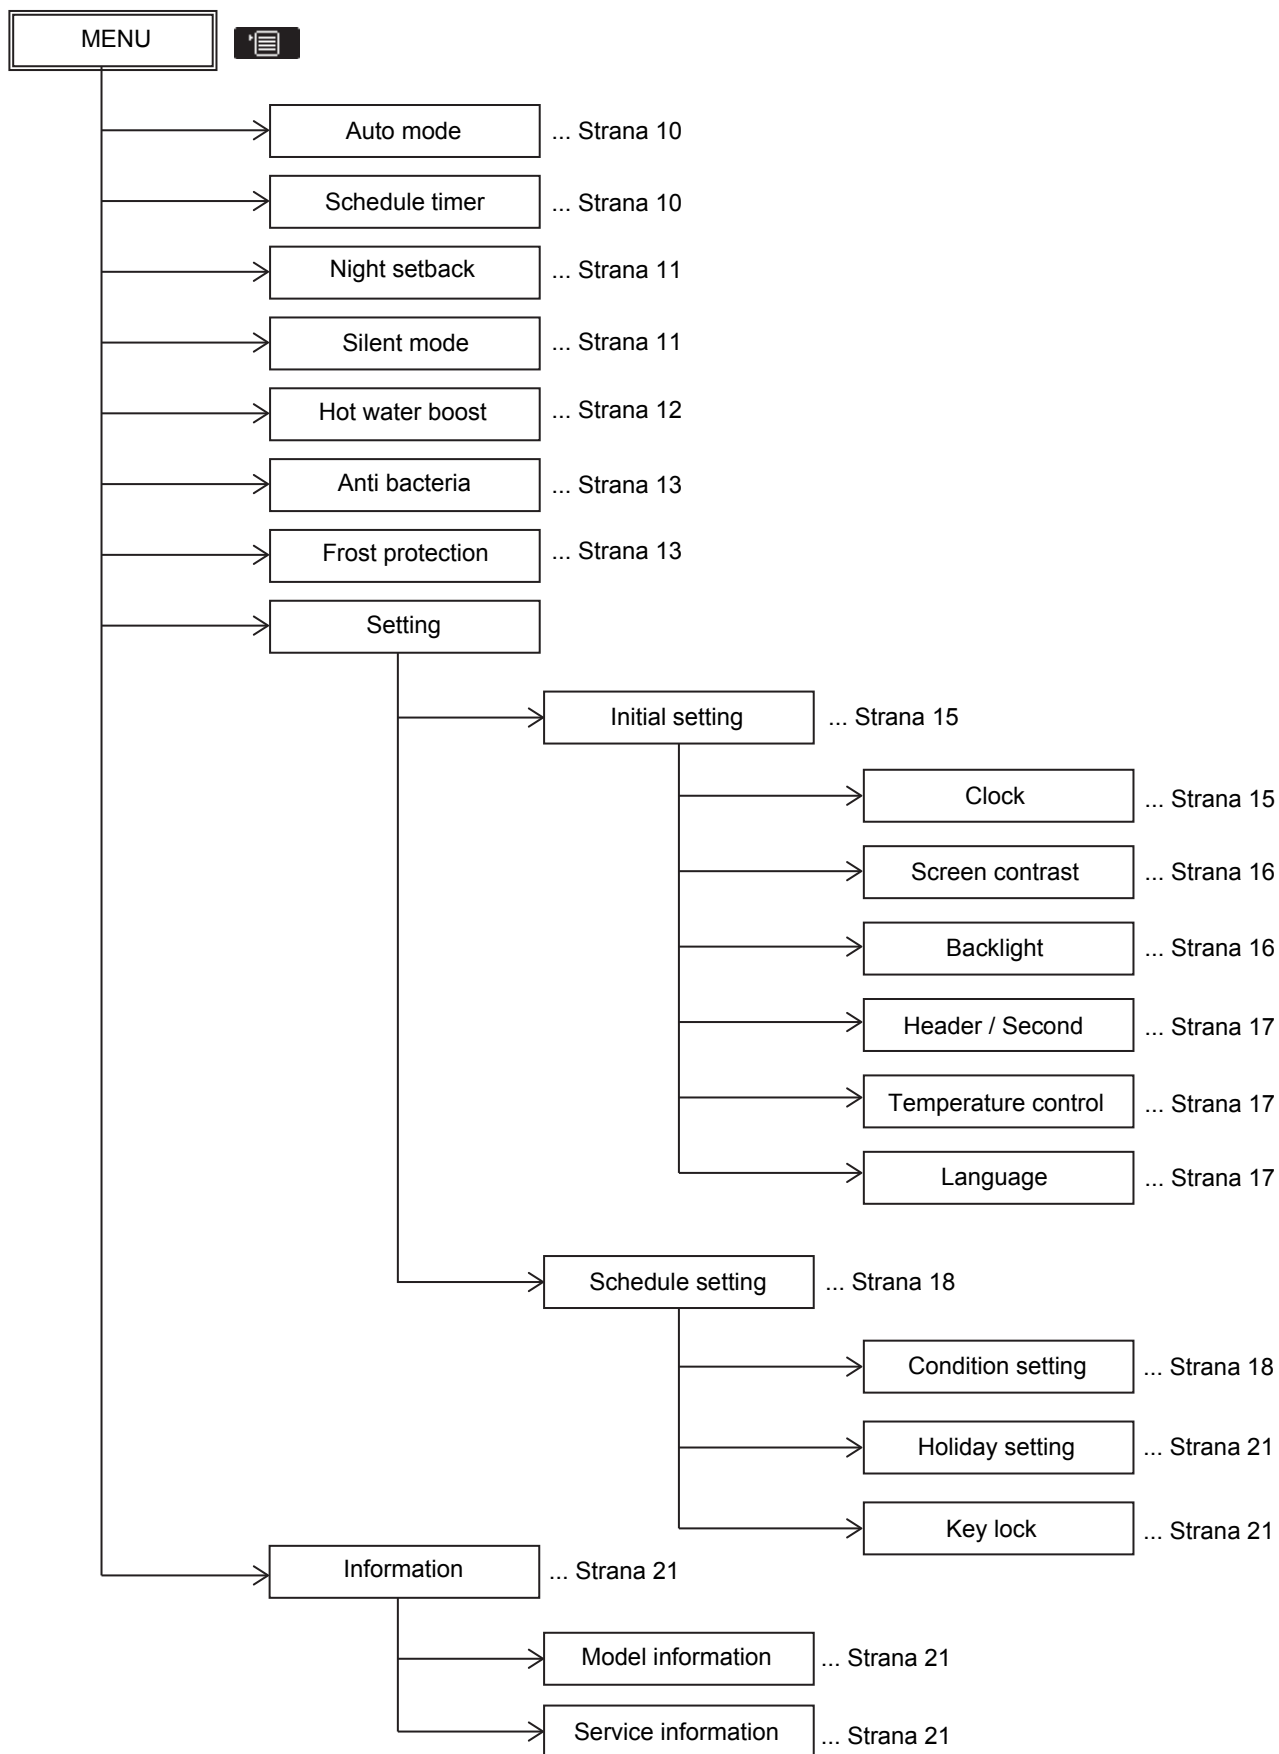 MENU
Auto mode ... Strana 10
Schedule timer ... Strana 10
Night setback ... Strana 11
Silent mode ... Strana 11
Hot water boost ... Strana 12
Anti bacteria ... Strana 13
Frost protection ... Strana 13
Setting
Initial setting ... Strana 15
Clock ... Strana 15
Screen contrast ... Strana 16
Backlight ... Strana 16
Header / Second ... Strana 17
Temperature control ... Strana 17
Language ... Strana 17
Schedule setting ... Strana 18
Condition setting ... Strana 18
Holiday setting ... Strana 21
Key lock ... Strana 21
Information ... Strana 21
Model information ... Strana 21
Service information ... Strana 21